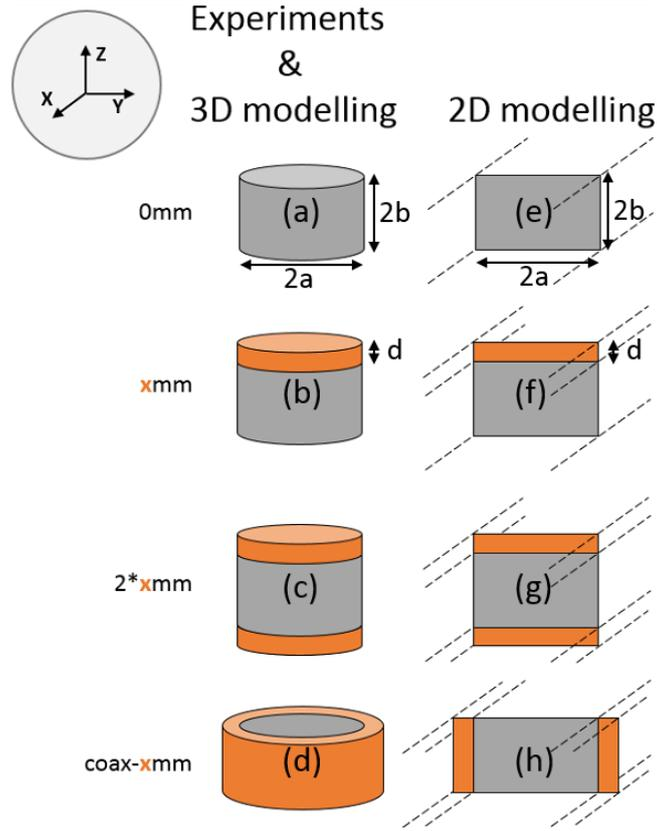 Experiments
&
3D modelling
2D modelling
Z
X
Y
0mm
(a)
2b
2a
(e)
2b
2a
xmm
(b)
d
(f)
d
2*xmm
(c)
(g)
coax-xmm
(d)
(h)